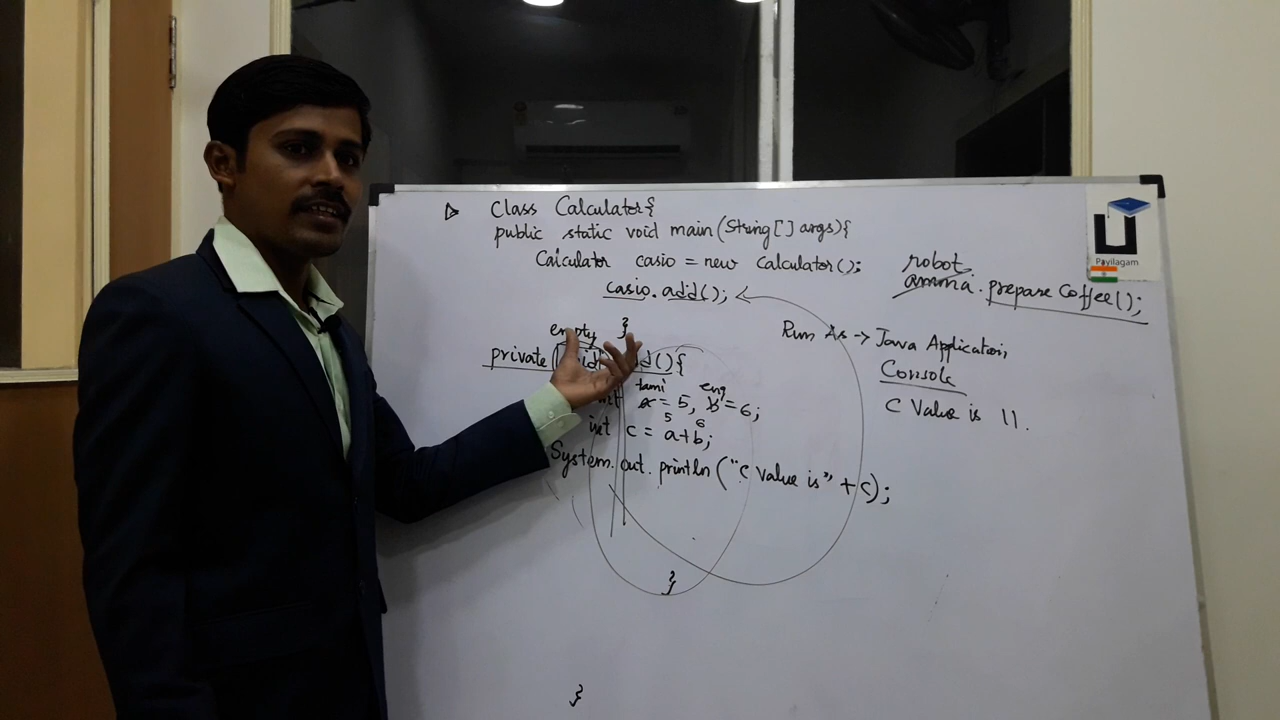 Class Calculator{
public static void main(String[] args){
Calculator casio = new Calculator();
casio.add();
}
empty
private void add(){
tami eng
int a = 5, b = 6;
5 6
int c = a+b;
System.out.println("C Value is" + c);
}
}
robot
amma.prepare Coffee();
Run As -> Java Application
Console
C Value is 11.
U
Payilagam